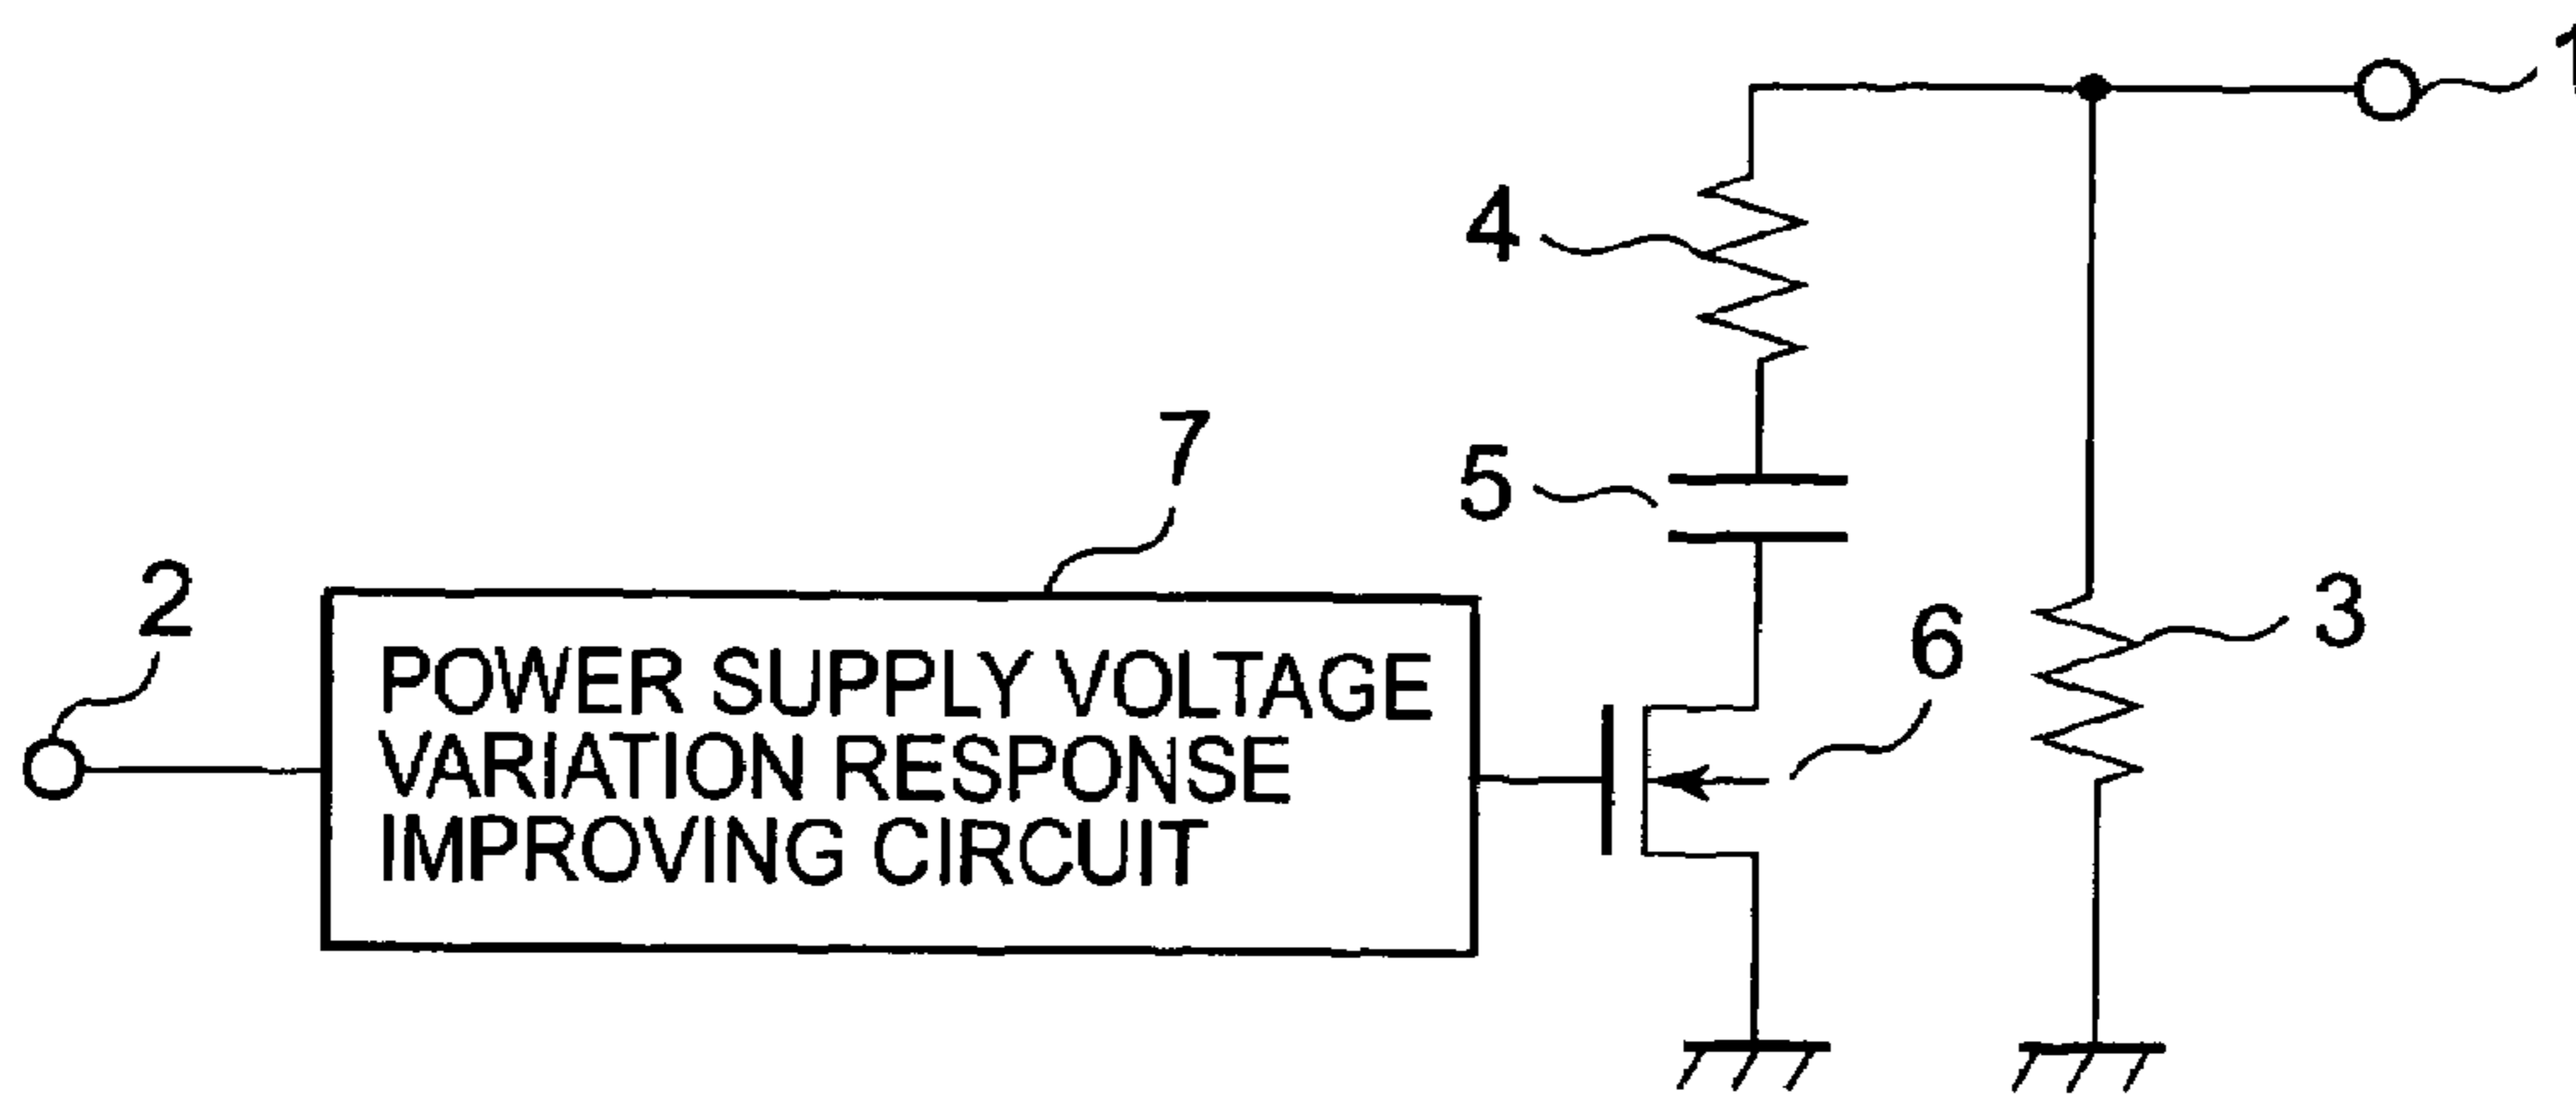 1
4
7
5
2
3
6
POWER SUPPLY VOLTAGE
VARIATION RESPONSE
IMPROVING CIRCUIT